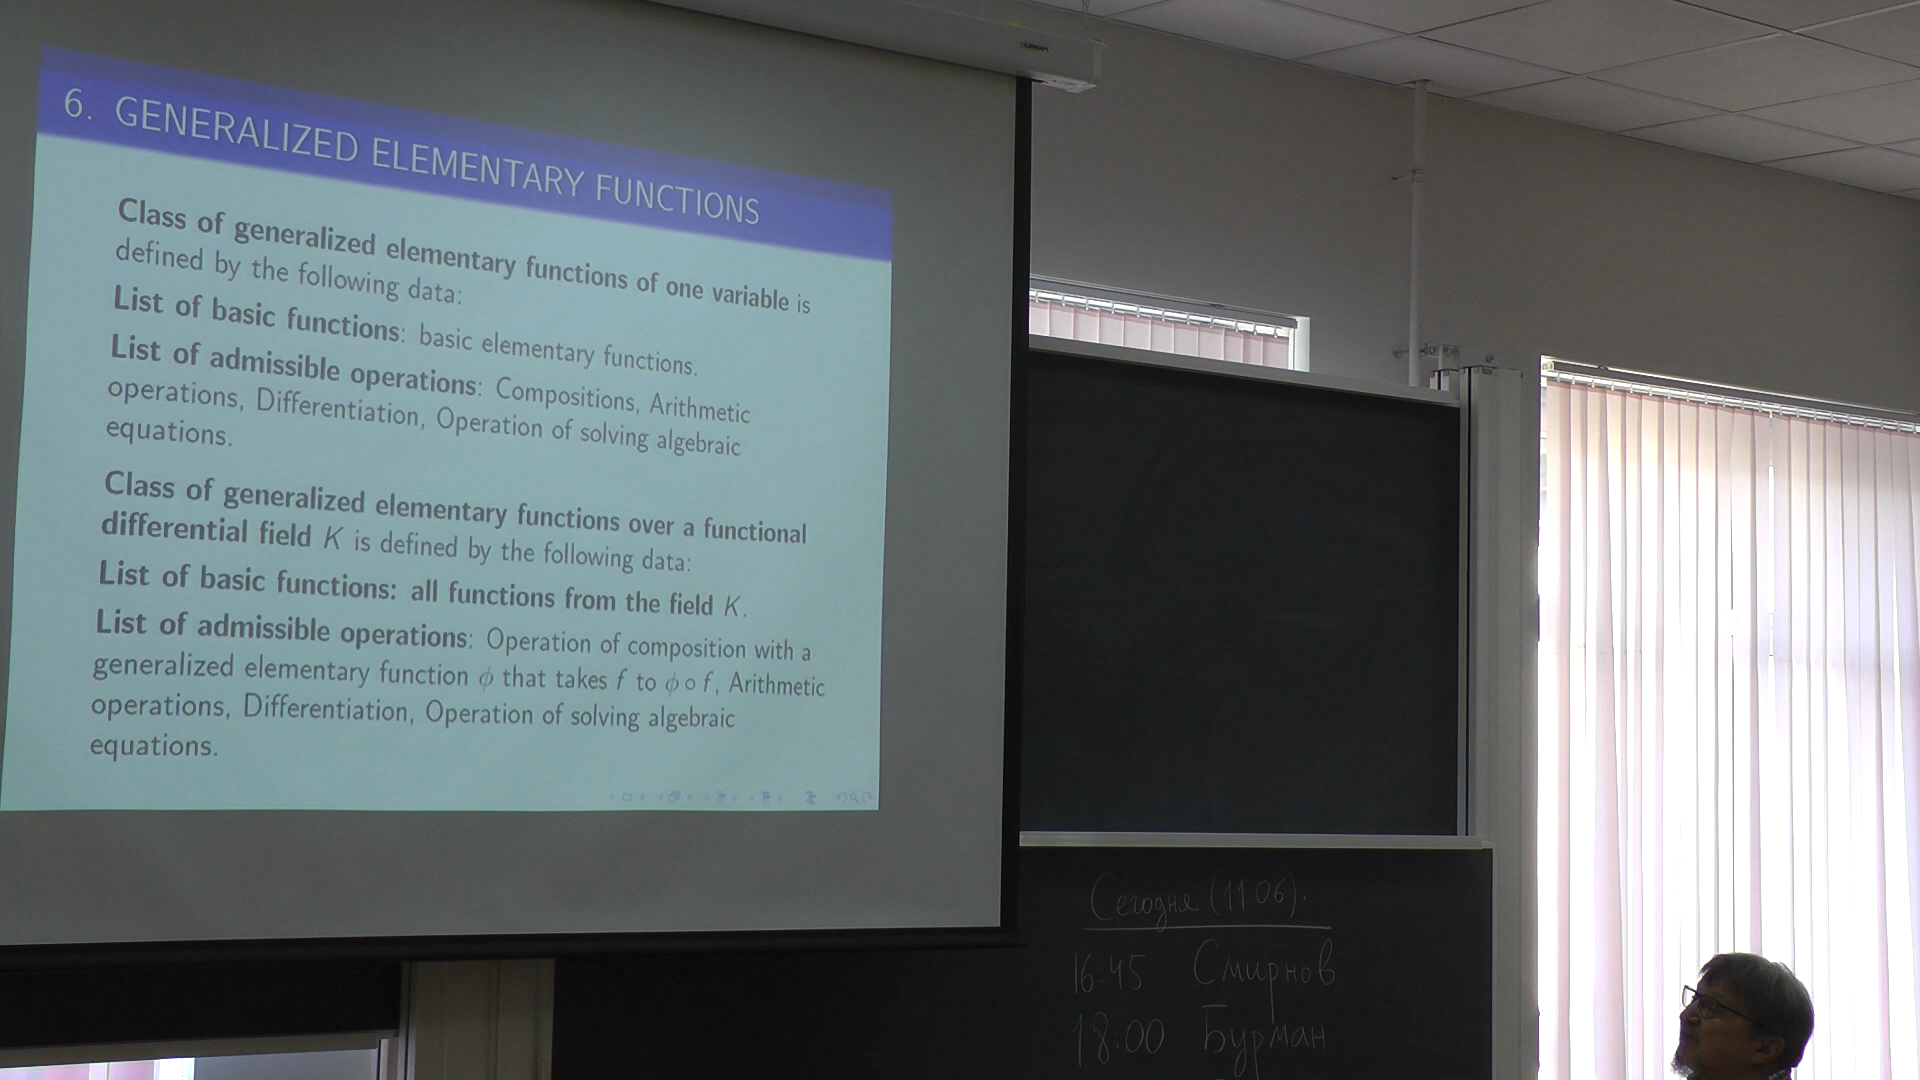 6. GENERALIZED ELEMENTARY FUNCTIONS
Class of generalized elementary functions of one variable is
defined by the following data:
List of basic functions: basic elementary functions.
List of admissible operations: Compositions, Arithmetic
operations, Differentiation, Operation of solving algebraic
equations.
Class of generalized elementary functions over a functional
differential field K is defined by the following data:
List of basic functions: all functions from the field K.
List of admissible operations: Operation of composition with a
generalized elementary function ϕ that takes f to ϕ ∘ f, Arithmetic
operations, Differentiation, Operation of solving algebraic
equations.
Сегодня (11 06).
16:45 Смирнов
18:00 Бурман